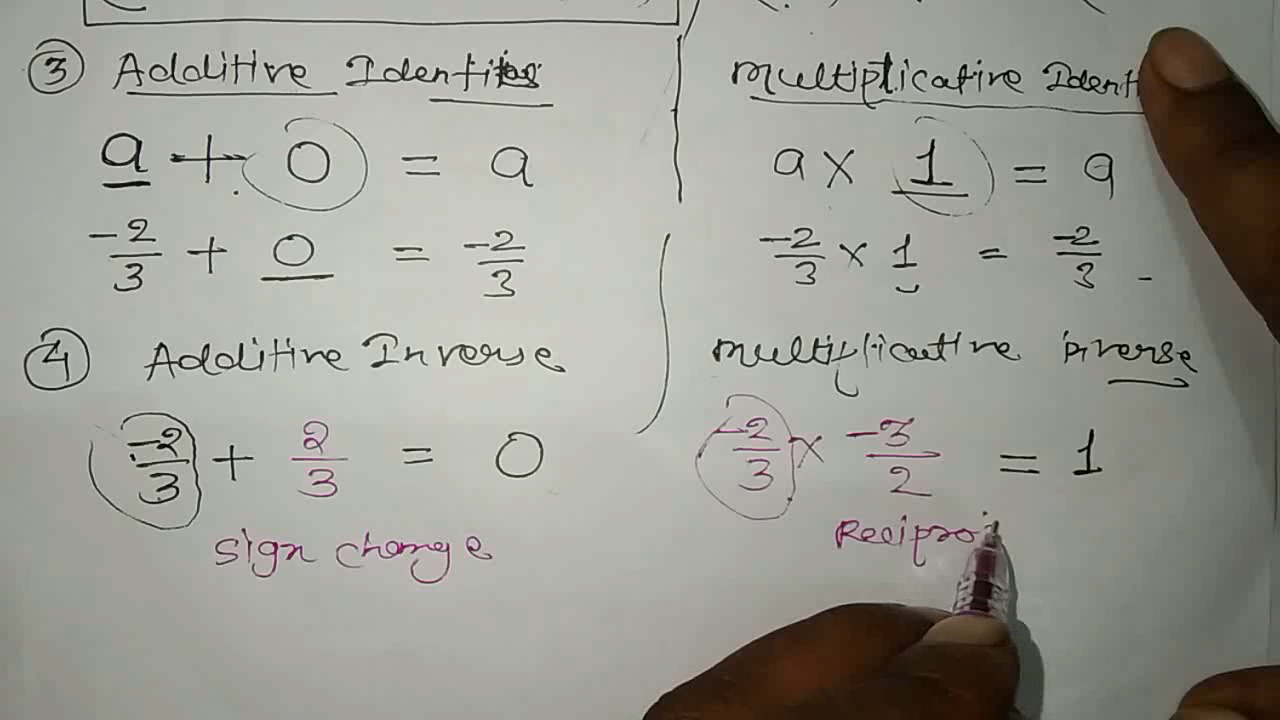 ③ Additive Identities
a + 0 = a
-2/3 + 0 = -2/3
④ Additive Inverse
-2/3 + 2/3 = 0
Sign change
multiplicative Identi
a × 1 = a
-2/3 × 1 = -2/3
multiplicative inverse
-2/3 × -3/2 = 1
Recipro